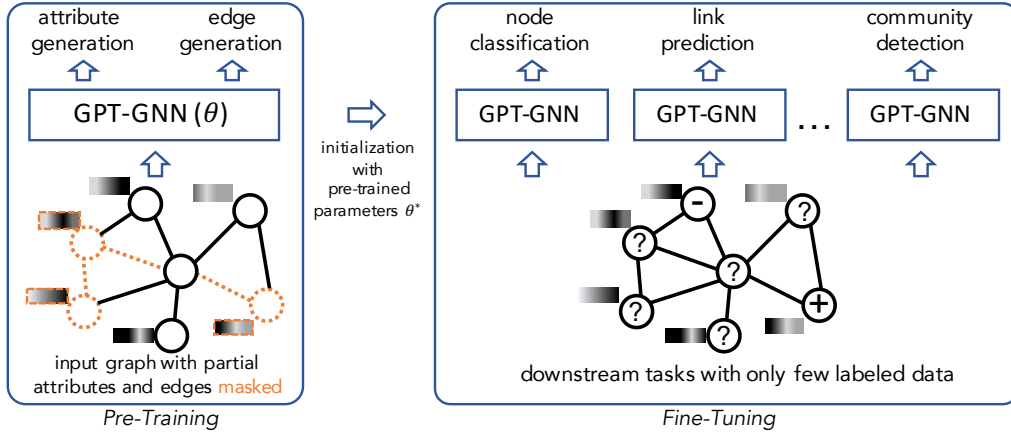 attribute
generation
edge
generation
GPT-GNN (θ)
input graph with partial
attributes and edges masked
Pre-Training
initialization
with
pre-trained
parameters θ*
node
classification
link
prediction
community
detection
GPT-GNN
GPT-GNN
...
GPT-GNN
-
?
?
?
?
+
?
downstream tasks with only few labeled data
Fine-Tuning